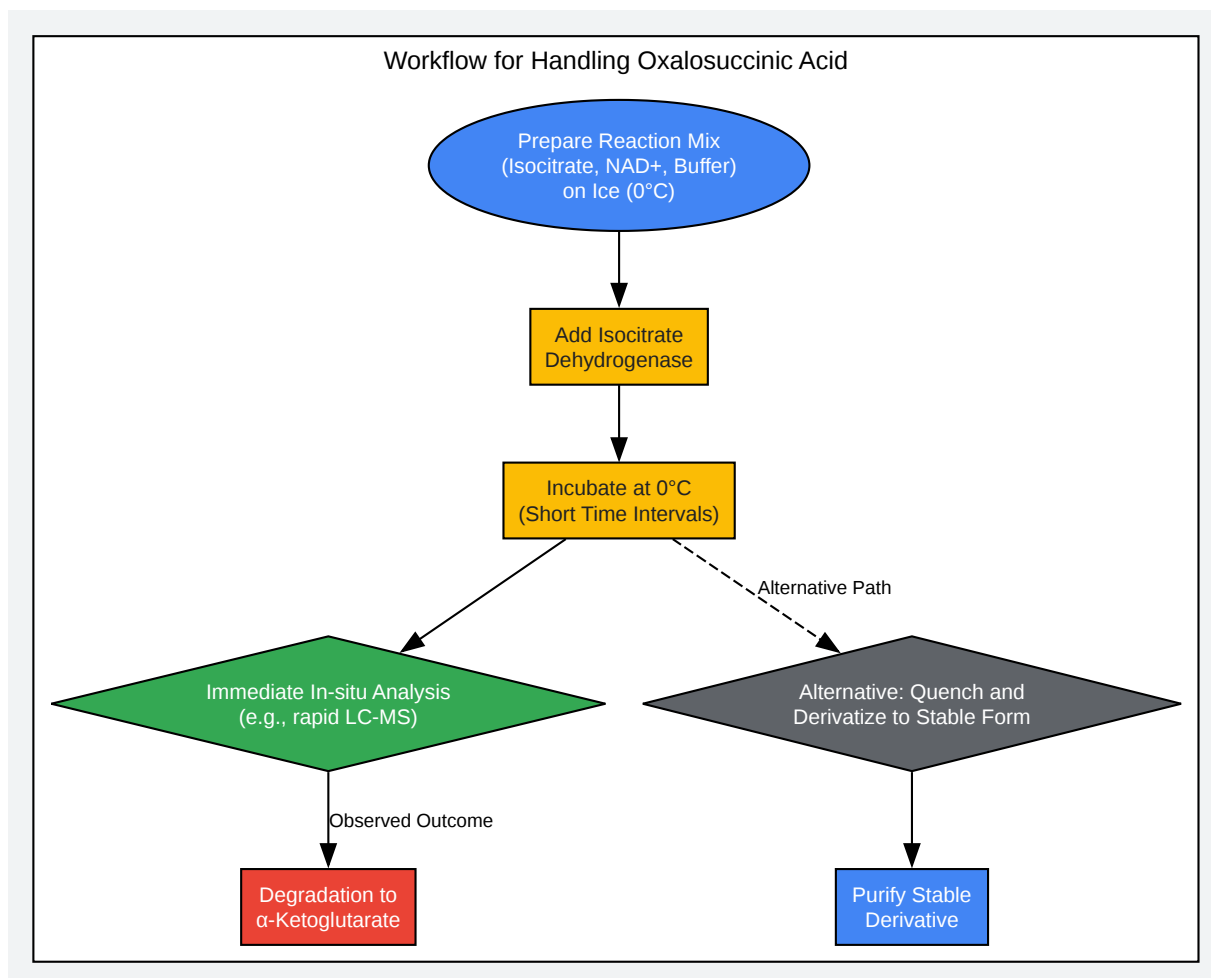 Workflow for Handling Oxalosuccinic Acid
Prepare Reaction Mix
(Isocitrate, NAD+, Buffer)
on Ice (0°C)
Add Isocitrate
Dehydrogenase
Incubate at 0°C
(Short Time Intervals)
Alternative Path
Immediate In-situ Analysis
(e.g., rapid LC-MS)
Alternative: Quench and
Derivatize to Stable Form
Observed Outcome
Degradation to
α-Ketoglutarate
Purify Stable
Derivative